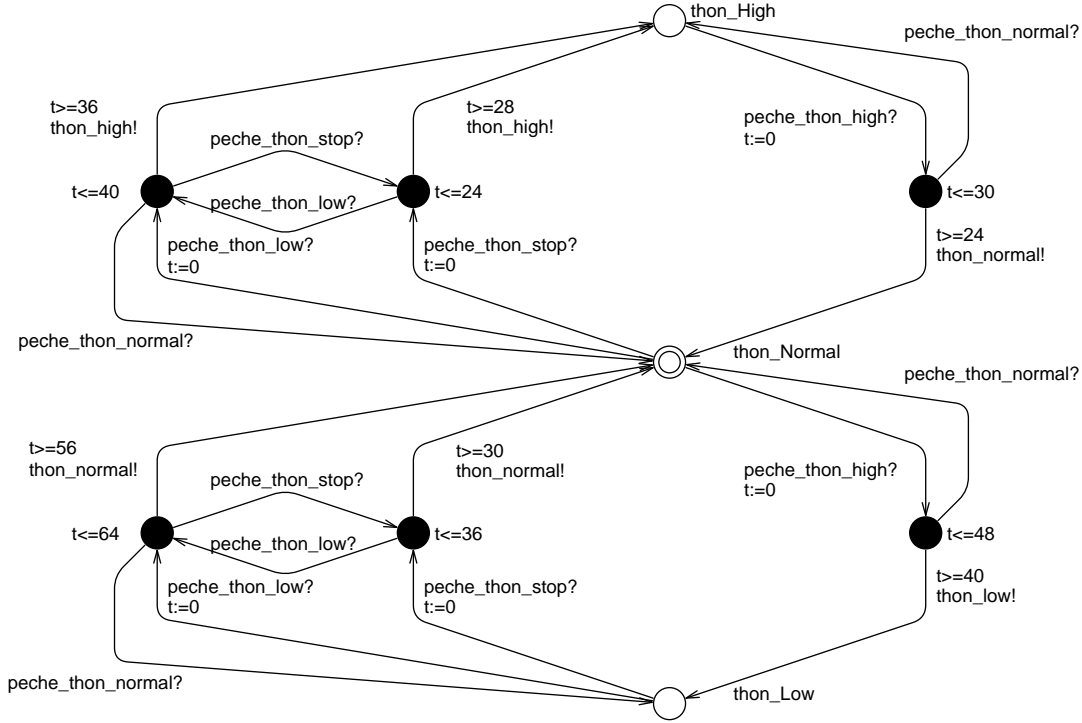 thon_High
peche_thon_normal?
t>=36
thon_high!
t>=28
thon_high!
peche_thon_high?
t:=0
peche_thon_stop?
t<=40
t<=24
t<=30
peche_thon_low?
peche_thon_low?
t:=0
peche_thon_stop?
t:=0
t>=24
thon_normal!
peche_thon_normal?
thon_Normal
peche_thon_normal?
t>=56
thon_normal!
t>=30
thon_normal!
peche_thon_high?
t:=0
peche_thon_stop?
t<=64
t<=36
t<=48
peche_thon_low?
peche_thon_low?
t:=0
peche_thon_stop?
t:=0
t>=40
thon_low!
peche_thon_normal?
thon_Low